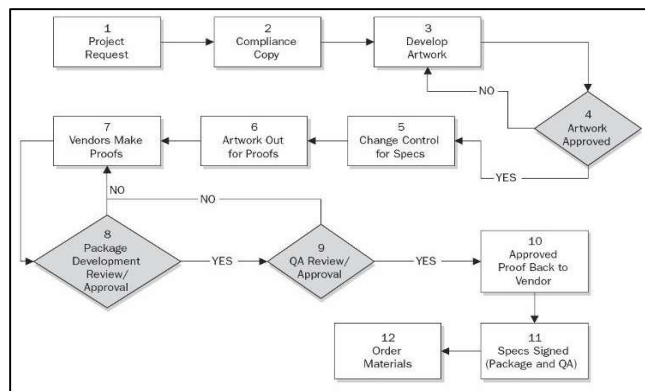 1
Project
Request
2
Compliance
Copy
3
Develop
Artwork
NO
4
Artwork
Approved
7
Vendors Make
Proofs
6
Artwork Out
for Proofs
5
Change Control
for Specs
YES
NO
NO
8
Package
Development
Review/
Approval
YES
9
QA Review/
Approval
YES
10
Approved
Proof Back to
Vendor
12
Order
Materials
11
Specs Signed
(Package and QA)